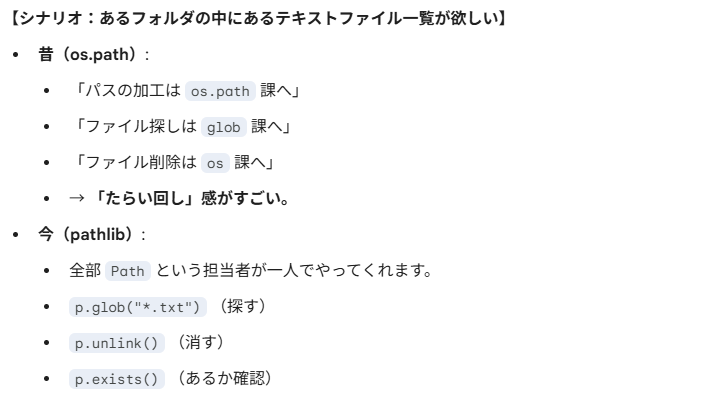 【シナリオ：あるフォルダの中にあるテキストファイル一覧が欲しい】
• 昔（os.path）:
• 「パスの加工は os.path 課へ」
• 「ファイル探しは glob 課へ」
• 「ファイル削除は os 課へ」
• → 「たらい回し」感がすごい。
• 今（pathlib）:
• 全部 Path という担当者が一人でやってくれます。
• p.glob("*.txt") （探す）
• p.unlink() （消す）
• p.exists() （あるか確認）